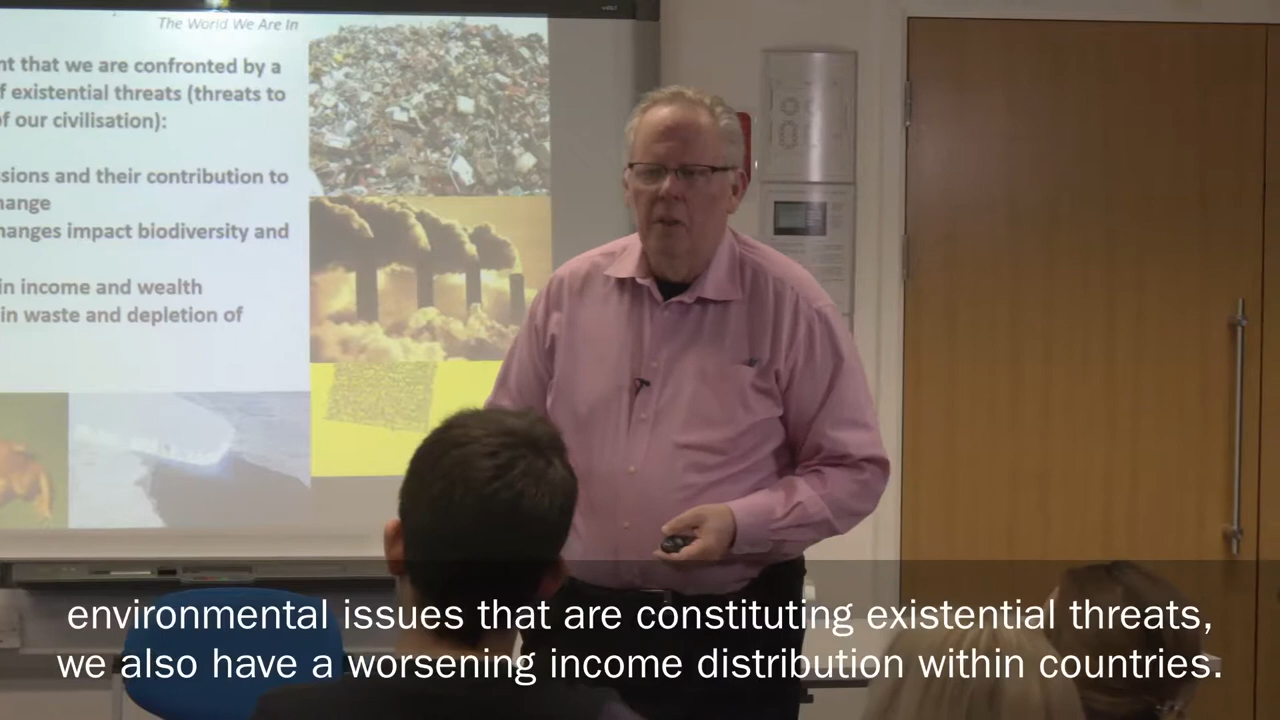 The World We Are In
nt that we are confronted by a
f existential threats (threats to
of our civilisation):
ssions and their contribution to
hange
hanges impact biodiversity and
in income and wealth
in waste and depletion of
environmental issues that are constituting existential threats,
we also have a worsening income distribution within countries.